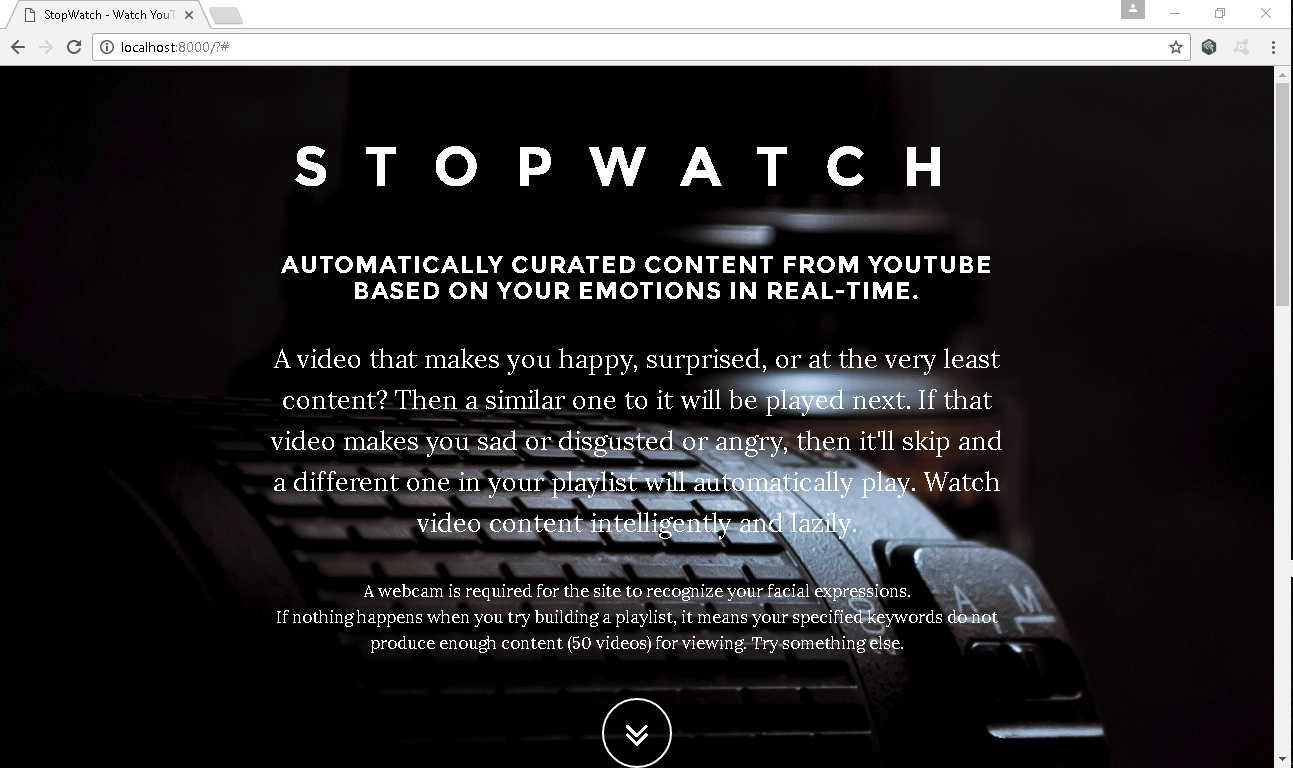 StopWatch - Watch YouT
localhost:8000/?#
STOPWATCH
AUTOMATICALLY CURATED CONTENT FROM YOUTUBE
BASED ON YOUR EMOTIONS IN REAL-TIME.
A video that makes you happy, surprised, or at the very least
content? Then a similar one to it will be played next. If that
video makes you sad or disgusted or angry, then it'll skip and
a different one in your playlist will automatically play. Watch
video content intelligently and lazily.
A webcam is required for the site to recognize your facial expressions.
If nothing happens when you try building a playlist, it means your specified keywords do not
produce enough content (50 videos) for viewing. Try something else.
A M